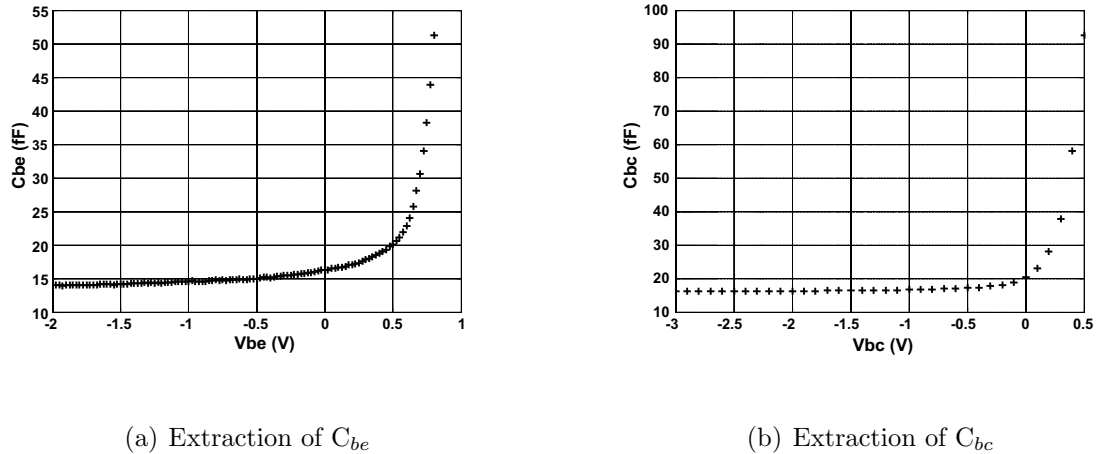 55
50
45
40
35
30
25
20
15
10
Cbe (fF)
-2 -1.5 -1 -0.5 0 0.5 1
Vbe (V)
(a) Extraction of C_be
100
90
80
70
60
50
40
30
20
10
Cbc (fF)
-3 -2.5 -2 -1.5 -1 -0.5 0 0.5
Vbc (V)
(b) Extraction of C_bc